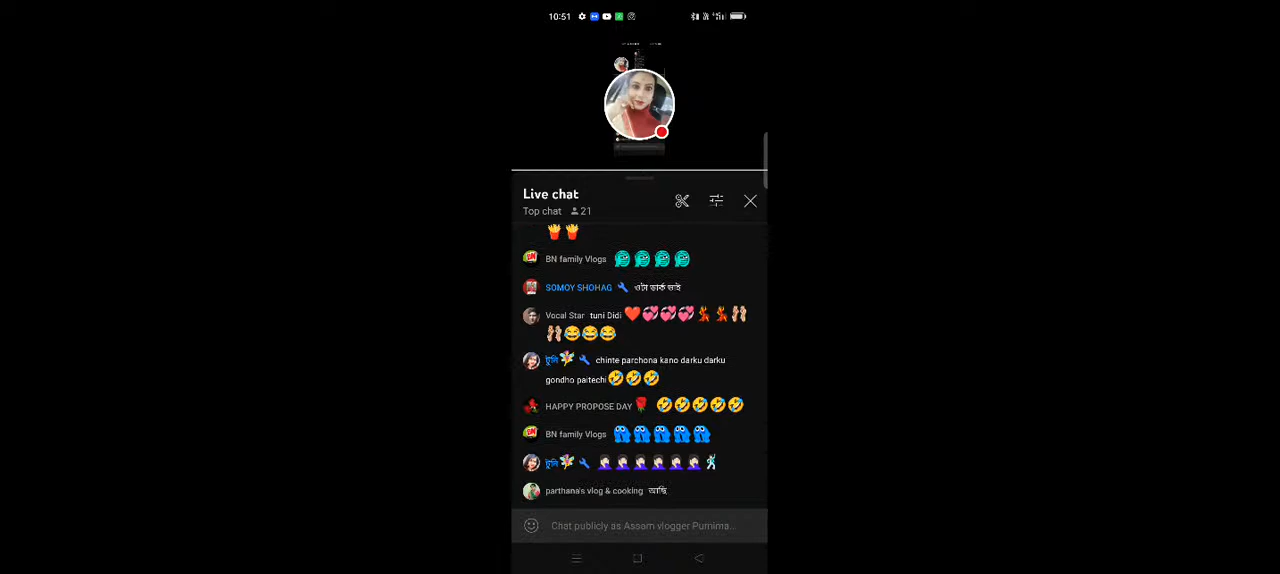 10:51
Live chat
Top chat 21
BN family Vlogs
SOMOY SHOHAG ওটা ডার্ক ভাই
Vocal Star tuni Didi
টুনি chinte parchona kano darku darku
gondho paitechi
HAPPY PROPOSE DAY
BN family Vlogs
টুনি
parthana's vlog & cooking আছি
Chat publicly as Assam vlogger Purnima...